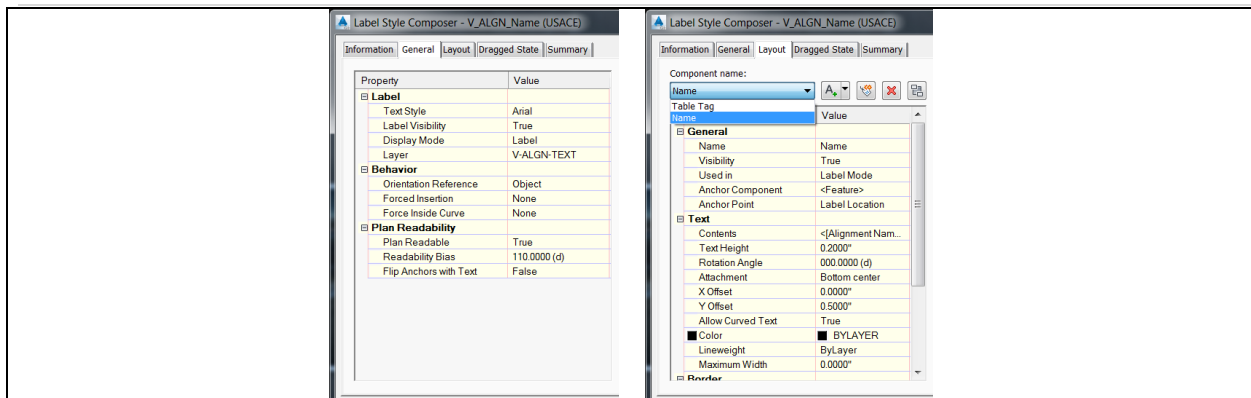 Label Style Composer - V_ALGN_Name (USACE)
Information General Layout Dragged State Summary
Property Value
Label
Text Style Arial
Label Visibility True
Display Mode Label
Layer V-ALGN-TEXT
Behavior
Orientation Reference Object
Forced Insertion None
Force Inside Curve None
Plan Readability
Plan Readable True
Readability Bias 110.0000 (d)
Flip Anchors with Text False
Label Style Composer - V_ALGN_Name (USACE)
Information General Layout Dragged State Summary
Component name:
Name
Table Tag
Name
Value
General
Name Name
Visibility True
Used in Label Mode
Anchor Component <Feature>
Anchor Point Label Location
Text
Contents <[Alignment Nam...
Text Height 0.2000"
Rotation Angle 000.0000 (d)
Attachment Bottom center
X Offset 0.0000"
Y Offset 0.5000"
Allow Curved Text True
Color BYLAYER
Lineweight ByLayer
Maximum Width 0.0000"
Border